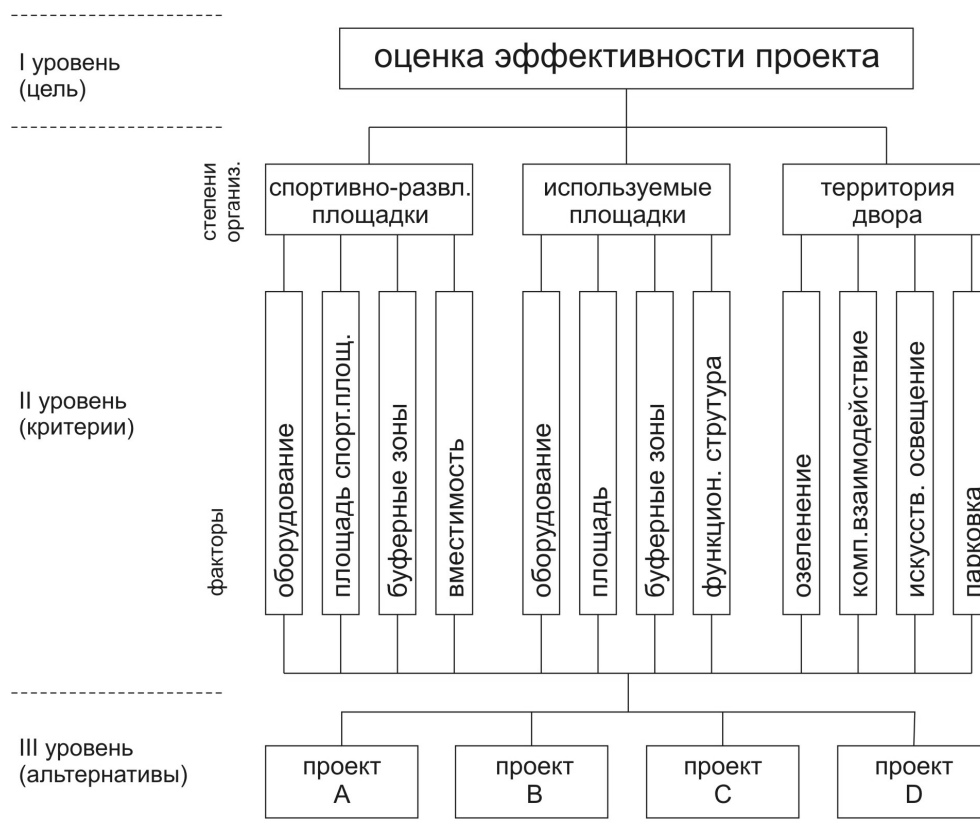 I уровень
(цель)
оценка эффективности проекта
степени
организ.
спортивно-развл.
площадки
используемые
площадки
территория
двора
II уровень
(критерии)
факторы
оборудование
площадь спорт.площ.
буферные зоны
вместимость
оборудование
площадь
буферные зоны
функцион. струтура
озеленение
комп.взаимодействие
искусств. освещение
парковка
III уровень
(альтернативы)
проект
A
проект
B
проект
C
проект
D